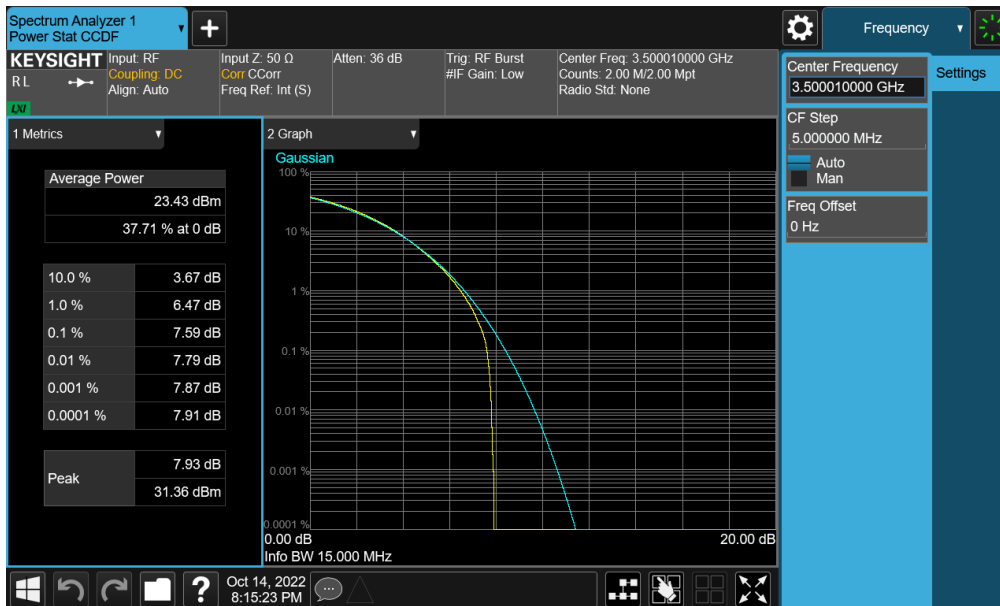 Spectrum Analyzer 1
Power Stat CCDF
Frequency
KEYSIGHT
R L
LXI
Input: RF
Coupling: DC
Align: Auto
Input Z: 50 Ω
Corr CCorr
Freq Ref: Int (S)
Atten: 36 dB
Trig: RF Burst
#IF Gain: Low
Center Freq: 3.500010000 GHz
Counts: 2.00 M/2.00 Mpt
Radio Std: None
Center Frequency
3.500010000 GHz
Settings
CF Step
5.000000 MHz
Auto
Man
Freq Offset
0 Hz
1 Metrics
Average Power
23.43 dBm
37.71 % at 0 dB
10.0 % 3.67 dB
1.0 % 6.47 dB
0.1 % 7.59 dB
0.01 % 7.79 dB
0.001 % 7.87 dB
0.0001 % 7.91 dB
Peak
7.93 dB
31.36 dBm
2 Graph
Gaussian
100 %
10 %
1 %
0.1 %
0.01 %
0.001 %
0.0001 %
0.00 dB
20.00 dB
Info BW 15.000 MHz
?
Oct 14, 2022
8:15:23 PM